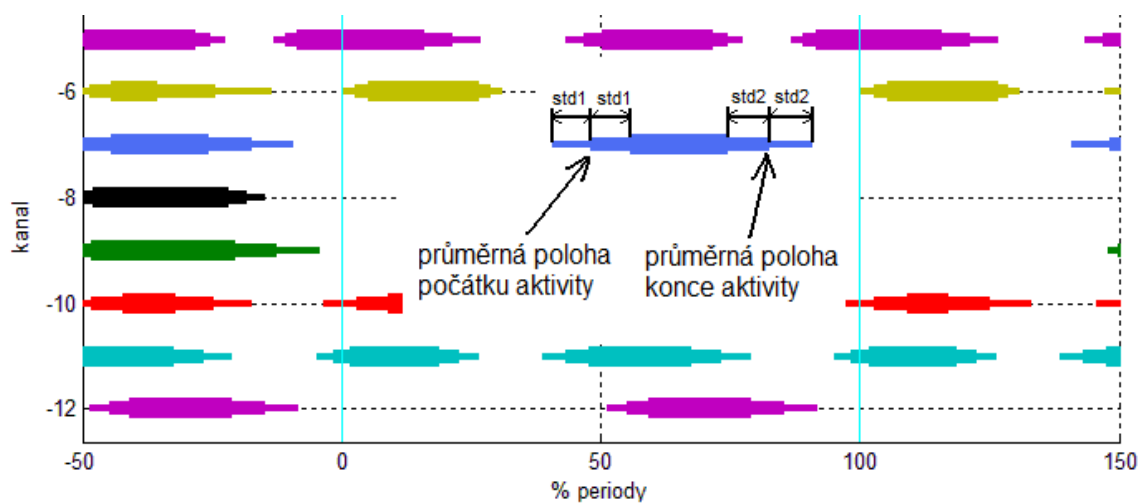 -6
std1 std1 std2 std2
-8
kanal
průměrná poloha
počátku aktivity
průměrná poloha
konce aktivity
-10
-12
-50 0 50 100 150
% periody